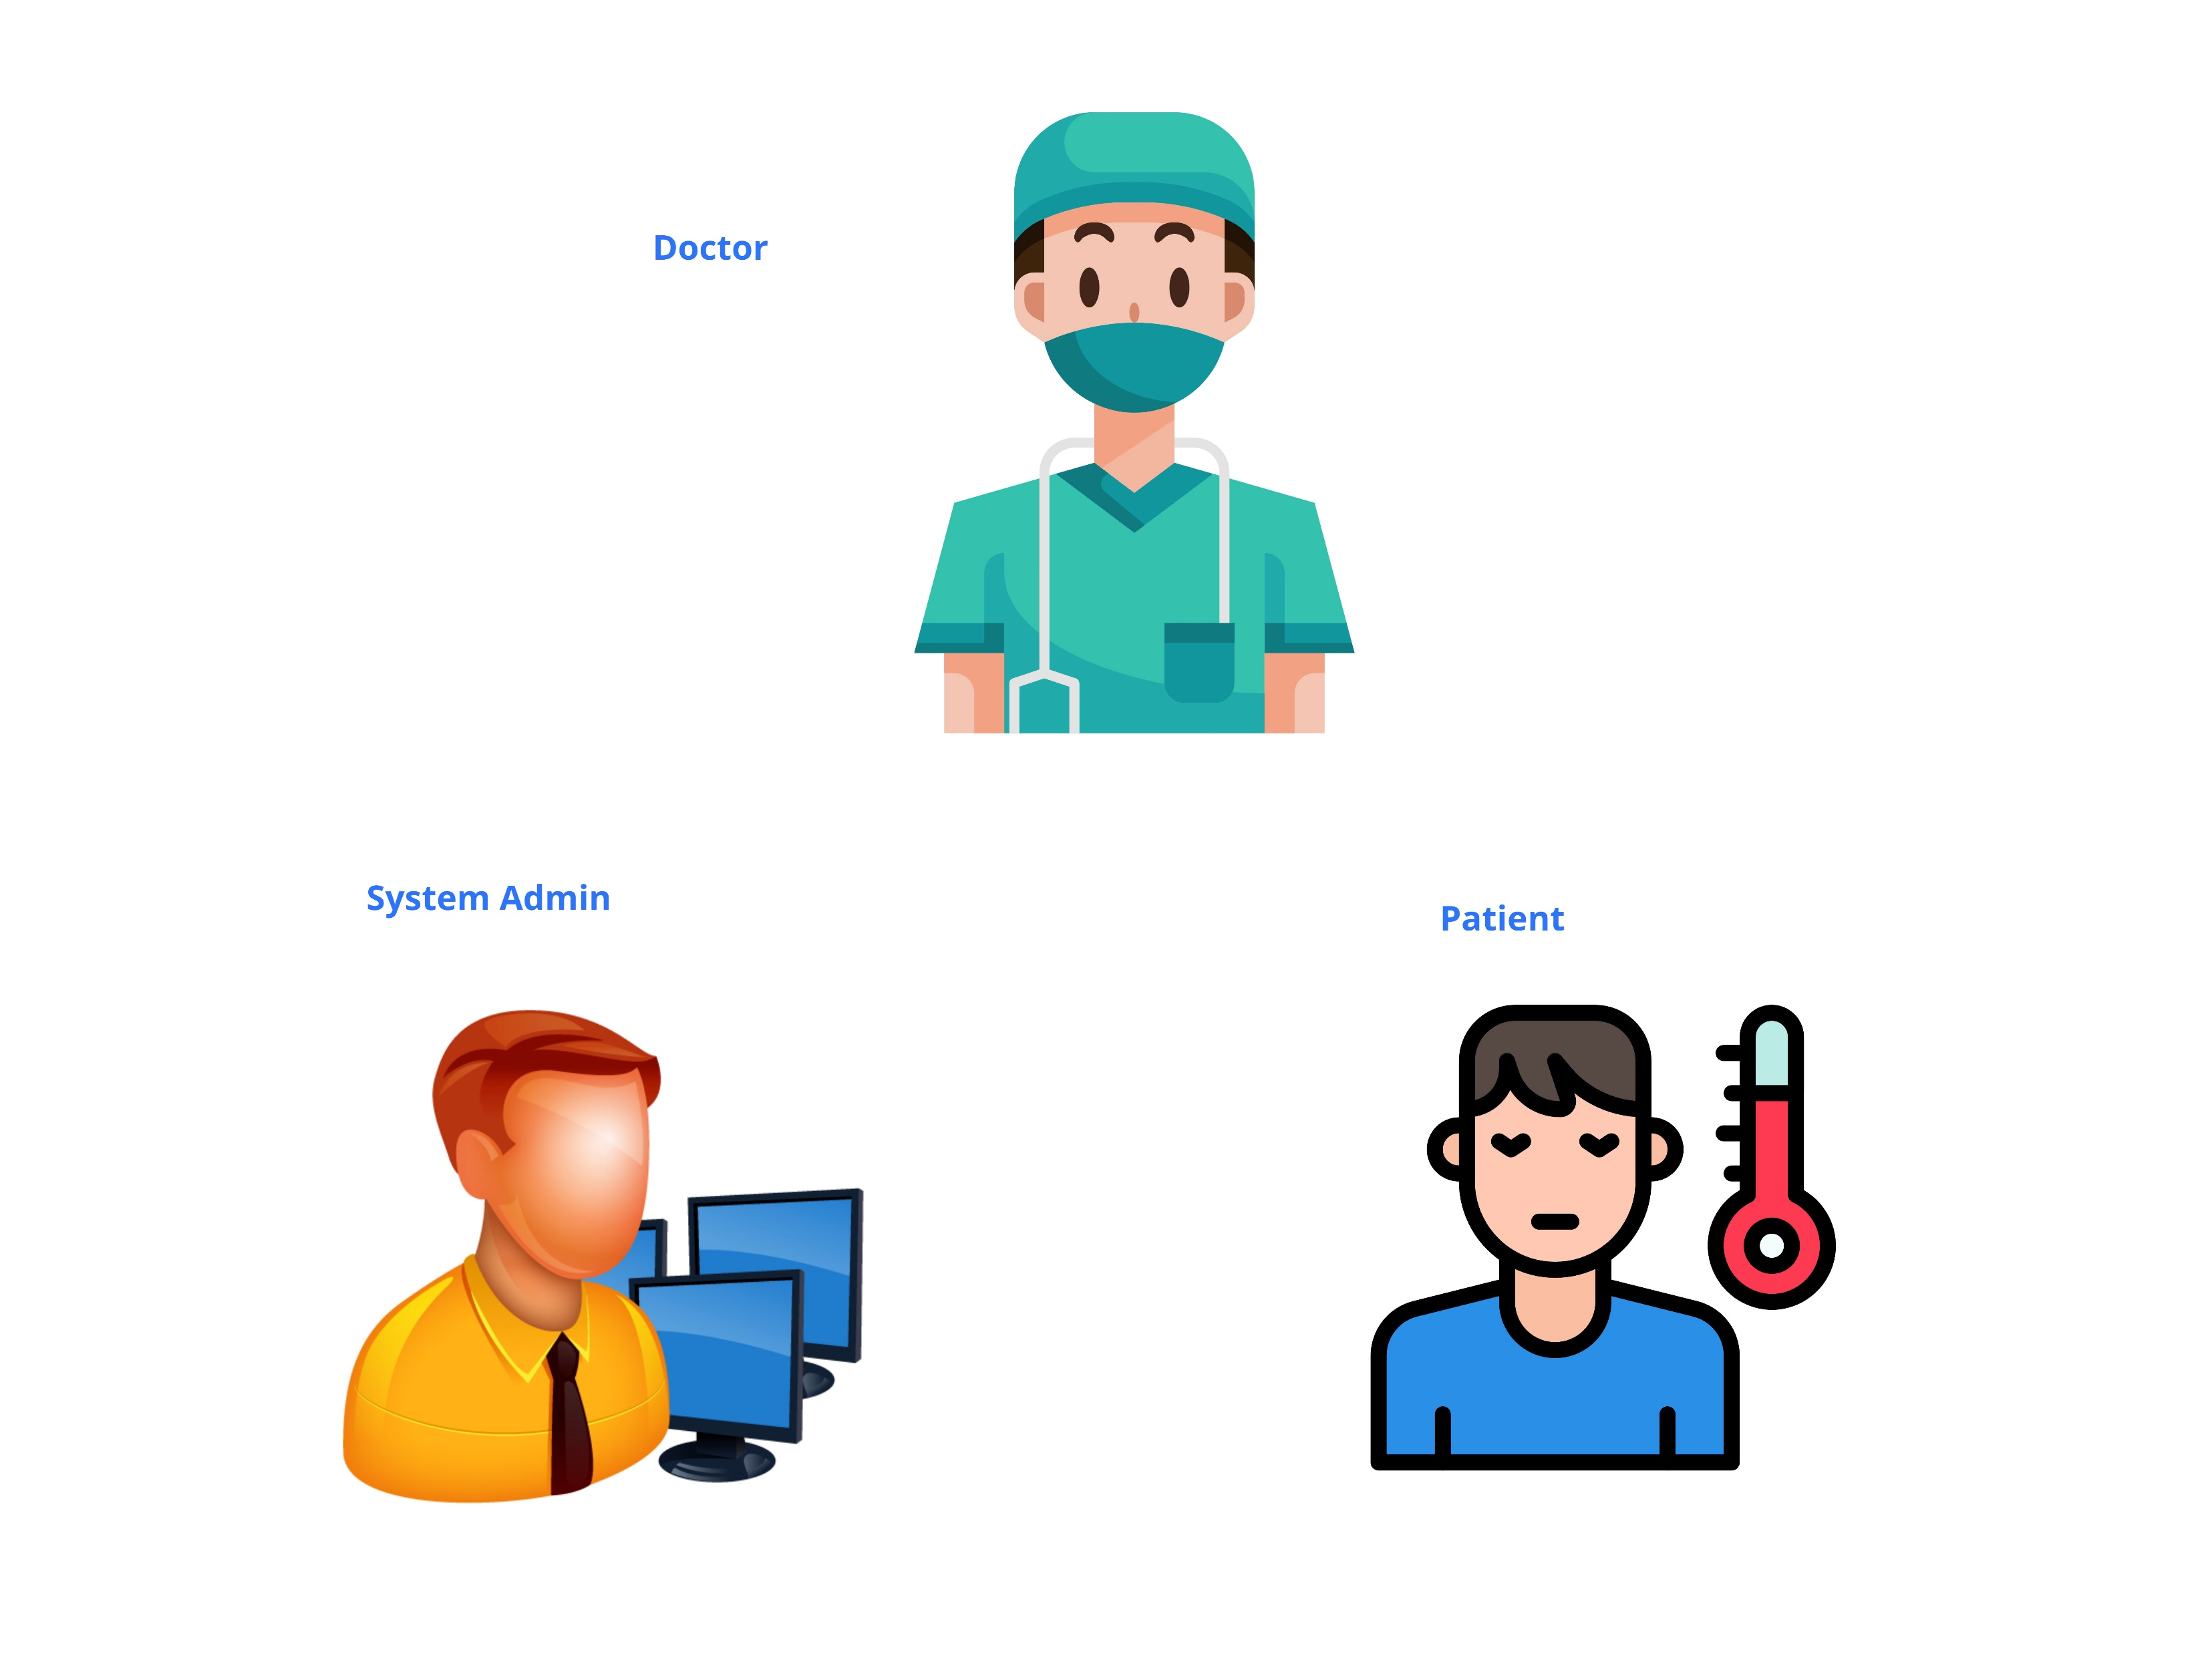 Doctor
System Admin
Patient